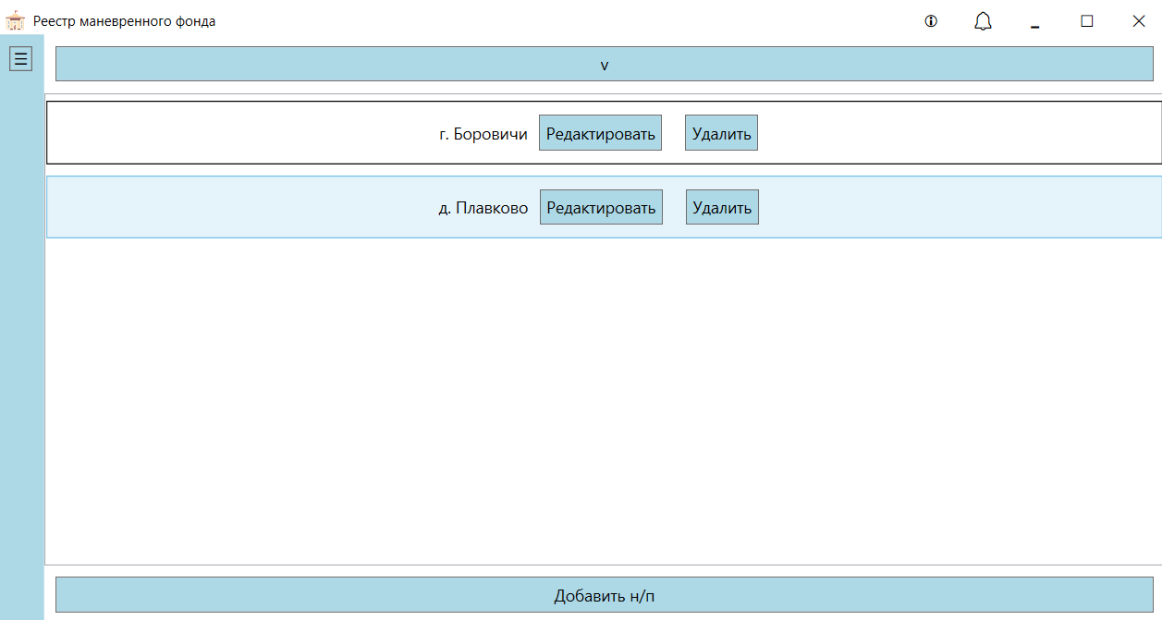 Реестр маневренного фонда
v
г. Боровичи Редактировать Удалить
д. Плавково Редактировать Удалить
Добавить н/п